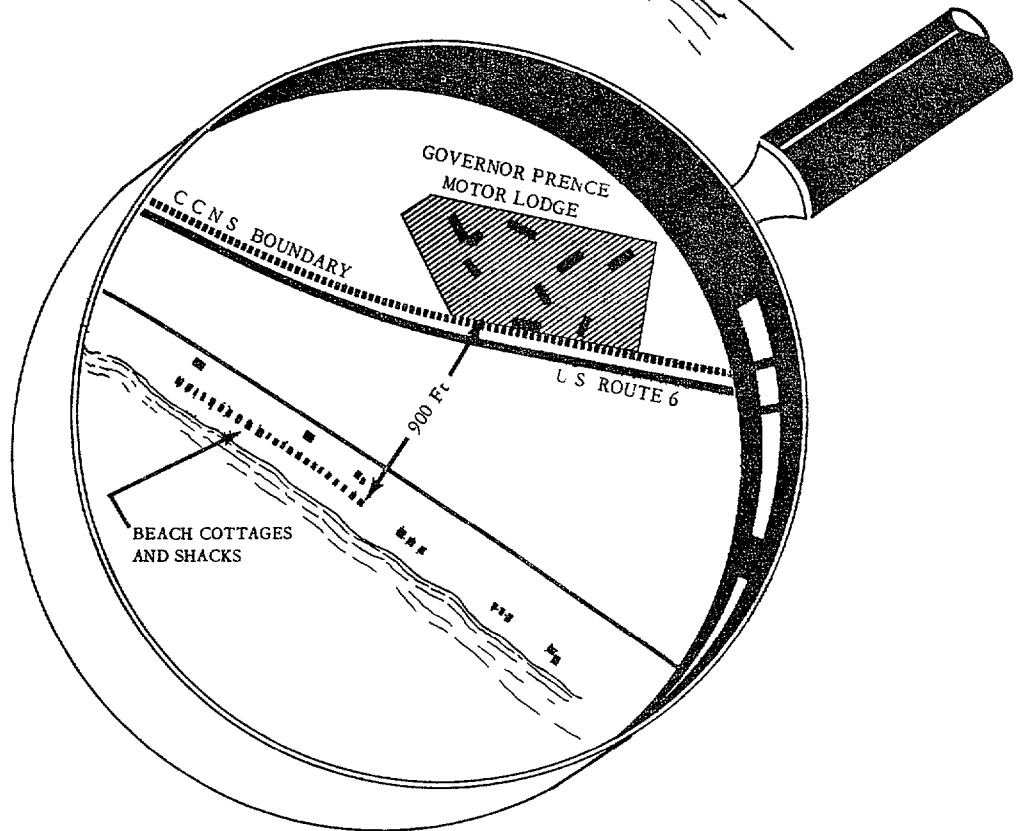 GOVERNOR PRENCE
MOTOR LODGE
C C N S BOUNDARY
U S ROUTE 6
900 Ft
BEACH COTTAGES
AND SHACKS